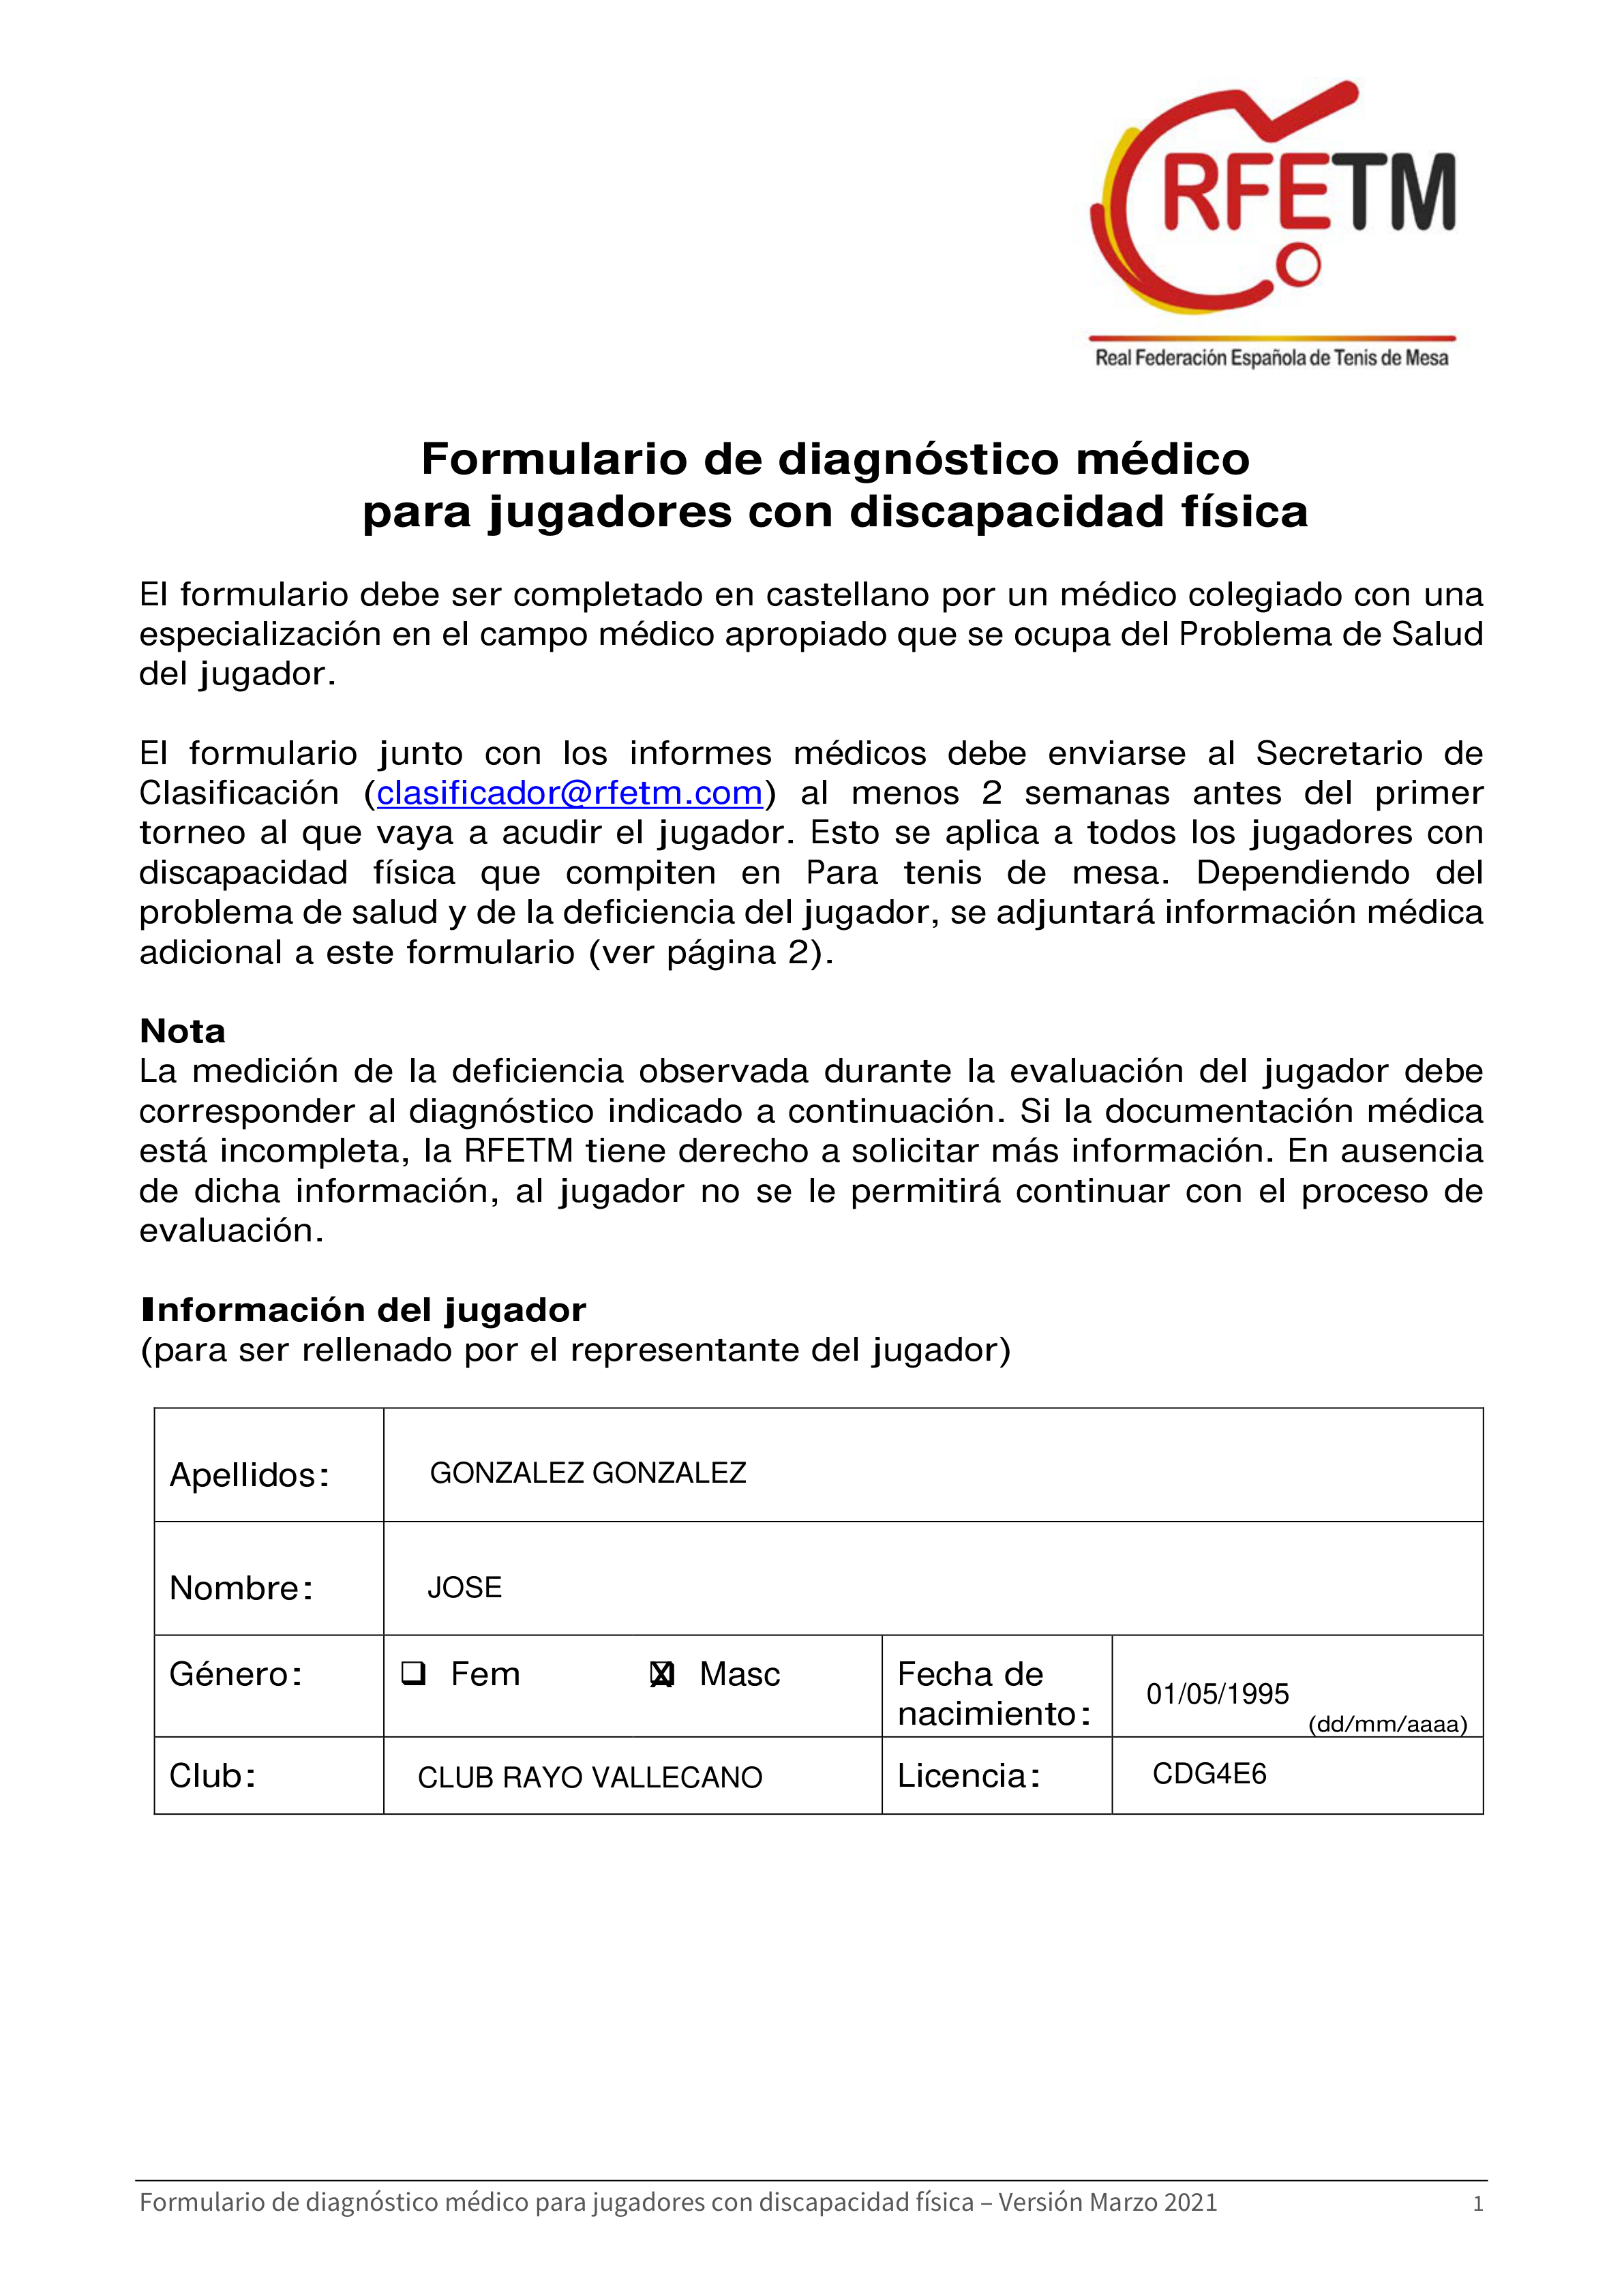 RFETM
Real Federación Española de Tenis de Mesa
Formulario de diagnóstico médico
para jugadores con discapacidad física
El formulario debe ser completado en castellano por un médico colegiado con una
especialización en el campo médico apropiado que se ocupa del Problema de Salud
del jugador.
El formulario junto con los informes médicos debe enviarse al Secretario de
Clasificación (clasificador@rfetm.com) al menos 2 semanas antes del primer
torneo al que vaya a acudir el jugador. Esto se aplica a todos los jugadores con
discapacidad física que compiten en Para tenis de mesa. Dependiendo del
problema de salud y de la deficiencia del jugador, se adjuntará información médica
adicional a este formulario (ver página 2).
Nota
La medición de la deficiencia observada durante la evaluación del jugador debe
corresponder al diagnóstico indicado a continuación. Si la documentación médica
está incompleta, la RFETM tiene derecho a solicitar más información. En ausencia
de dicha información, al jugador no se le permitirá continuar con el proceso de
evaluación.
Información del jugador
(para ser rellenado por el representante del jugador)
Apellidos: GONZALEZ GONZALEZ
Nombre: JOSE
Género: ❑ Fem ❑ X Masc Fecha de
nacimiento: 01/05/1995
(dd/mm/aaaa)
Club: CLUB RAYO VALLECANO Licencia: CDG4E6
Formulario de diagnóstico médico para jugadores con discapacidad física – Versión Marzo 2021 1